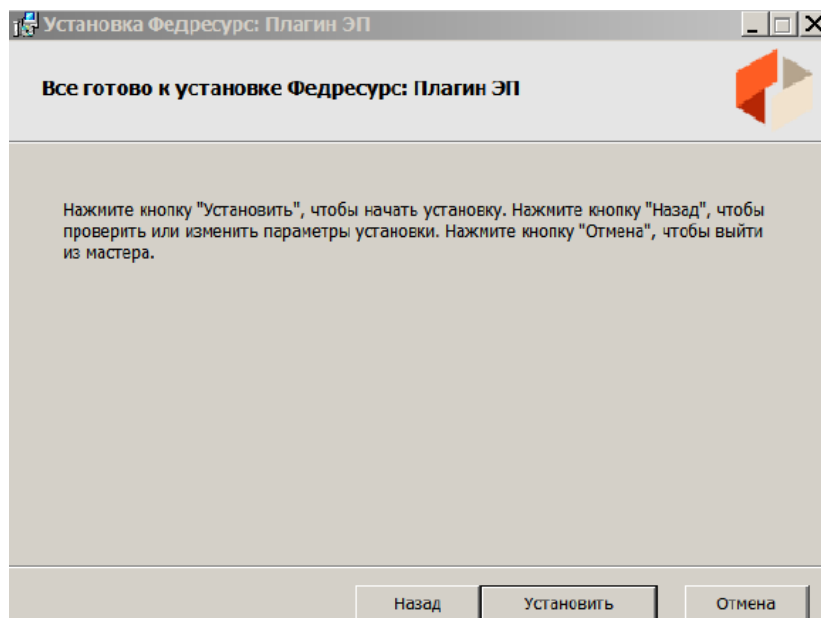 Установка Федресурс: Плагин ЭП
Все готово к установке Федресурс: Плагин ЭП
Нажмите кнопку "Установить", чтобы начать установку. Нажмите кнопку "Назад", чтобы
проверить или изменить параметры установки. Нажмите кнопку "Отмена", чтобы выйти
из мастера.
Назад
Установить
Отмена